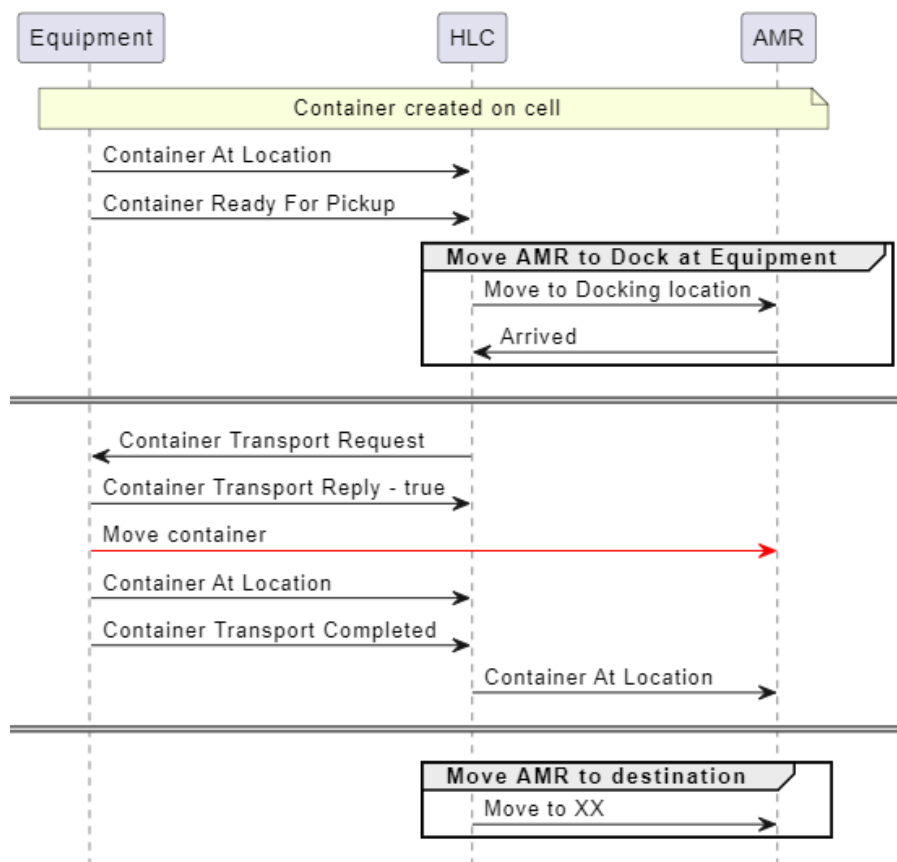 Equipment
HLC
AMR
Container created on cell
Container At Location
Container Ready For Pickup
Move AMR to Dock at Equipment
Move to Docking location
Arrived
Container Transport Request
Container Transport Reply - true
Move container
Container At Location
Container Transport Completed
Container At Location
Move AMR to destination
Move to XX